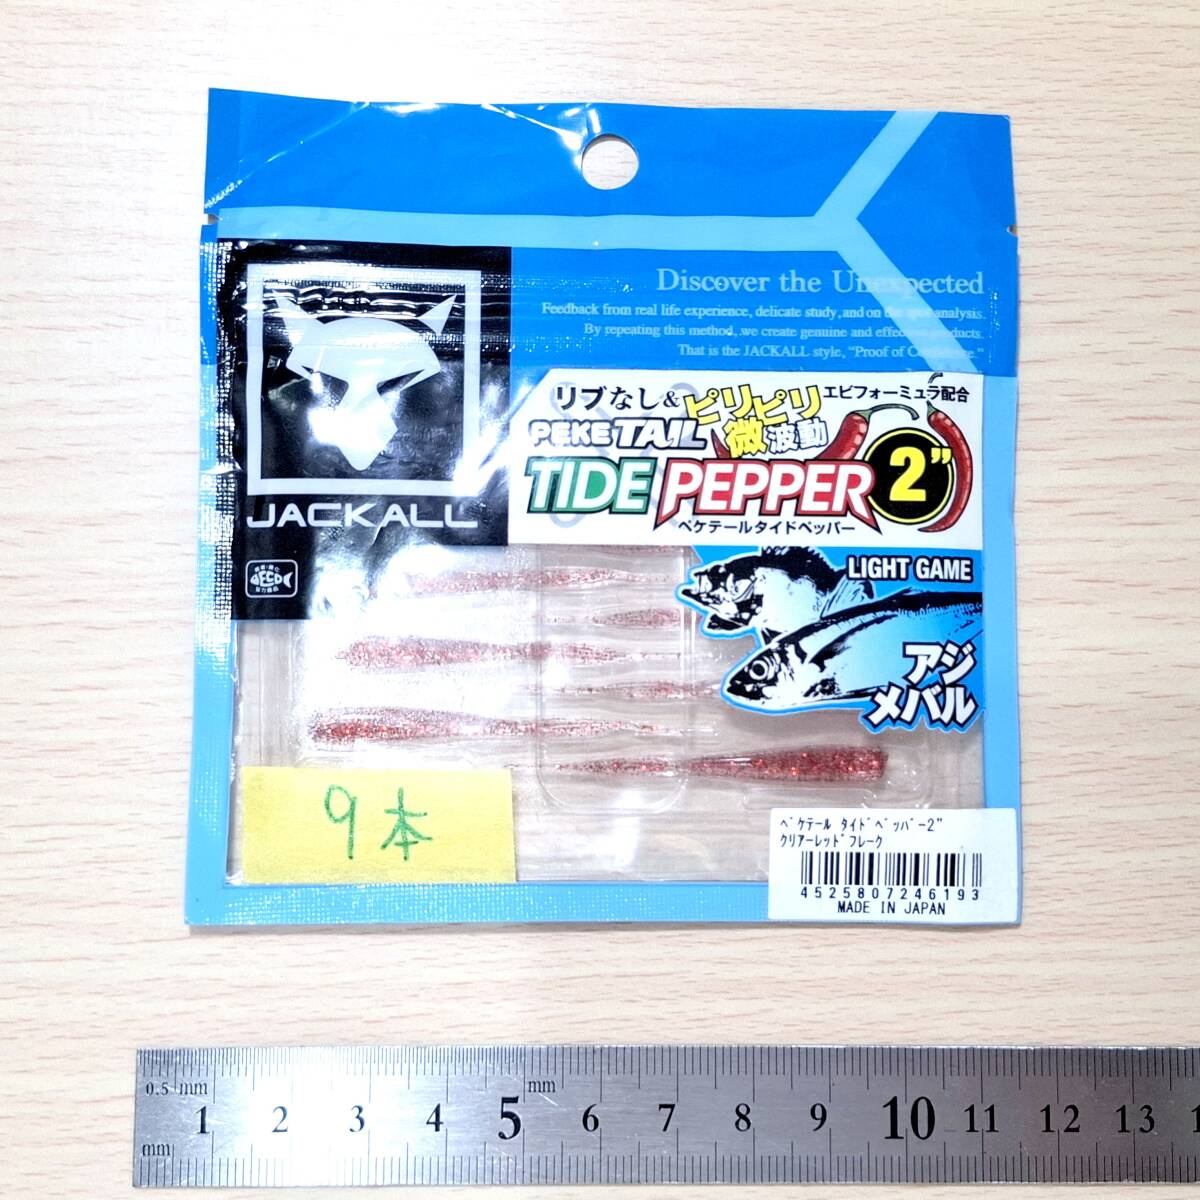 Discover the Unexpected
Feedback from real life experience, delicate study, and on the spot analysis.
By repeating this method, we create genuine and effective products.
That is the JACKALL style, "Proof of
JACKALL
リブなし&ピリピリ微波動
エビフォーミュラ配合
PEKE TAIL
TIDE PEPPER 2"
ペケテールタイドペッパー
LIGHT GAME
アジ
メバル
ECO
9本
ペケテール タイドペッパー2"
クリアーレッドフレーク
4525807246193
MADE IN JAPAN
0.5 mm
mm
1 2 3 4 5 6 7 8 9 10 11 12 13
mm